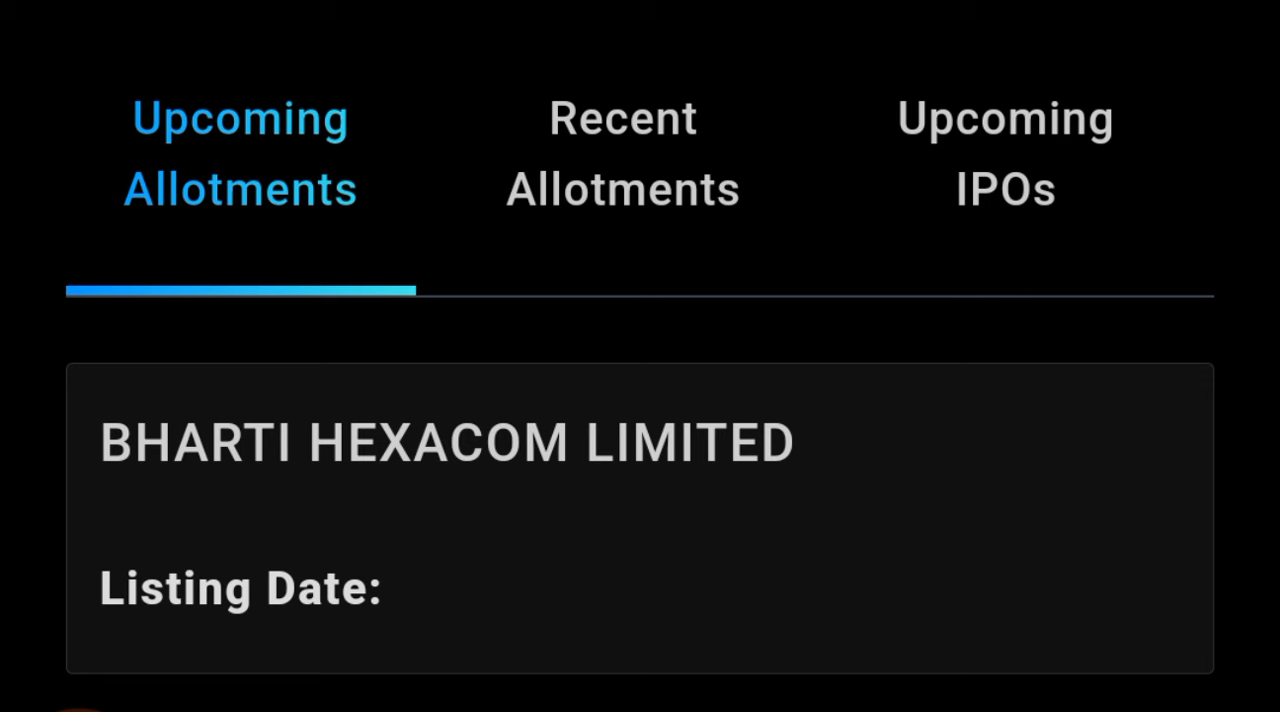 Upcoming Allotments
Recent Allotments
Upcoming IPOs
BHARTI HEXACOM LIMITED
Listing Date: